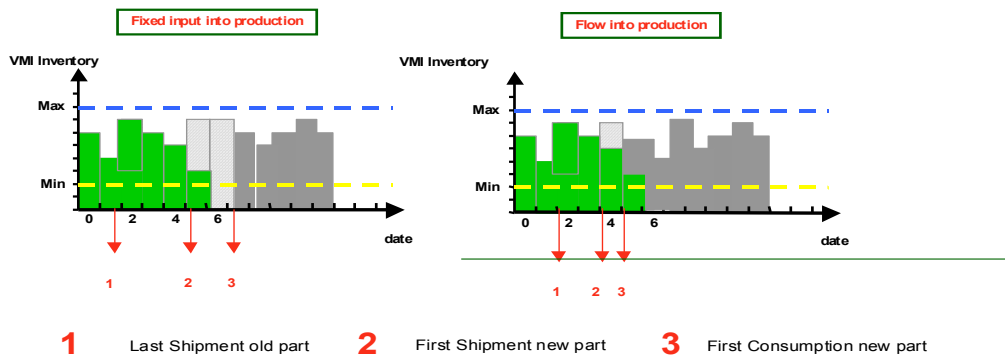 Fixed input into production
Flow into production
VMI Inventory
Max
Min
0 2 4 6
date
1 2 3
VMI Inventory
Max
Min
0 2 4 6
date
1 2 3
1 Last Shipment old part
2 First Shipment new part
3 First Consumption new part